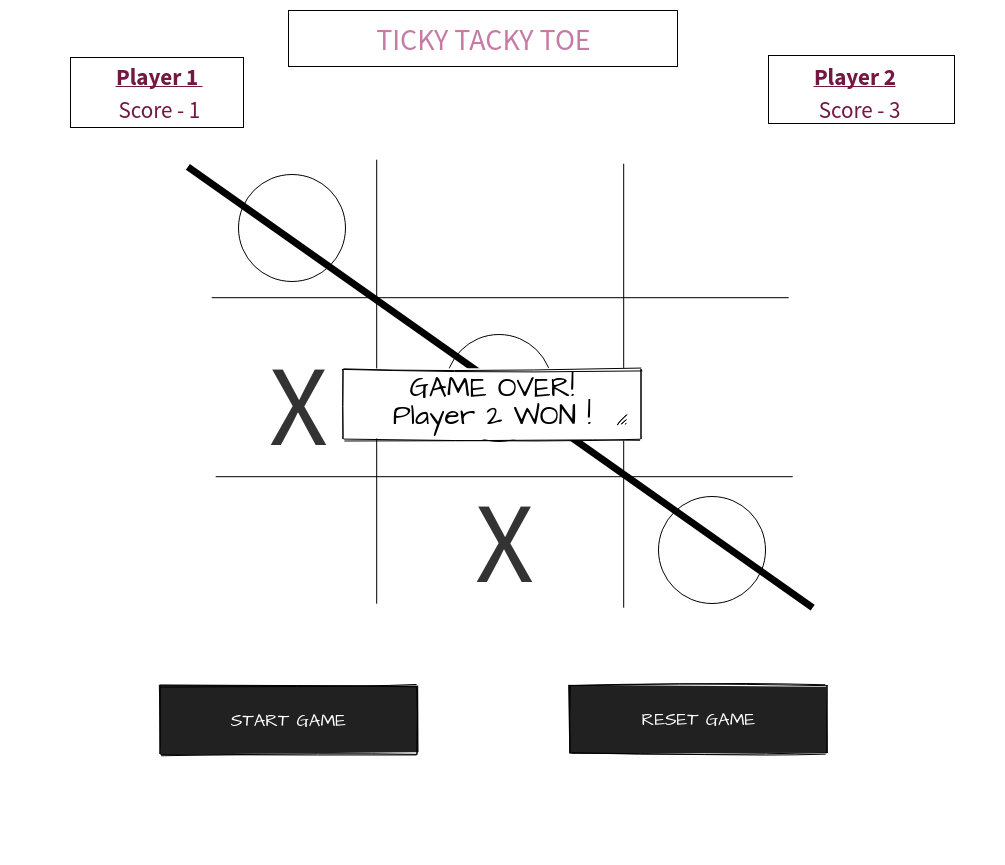 TICKY TACKY TOE
Player 1
Score - 1
Player 2
Score - 3
X
GAME OVER!
Player 2 WON !
X
START GAME
RESET GAME